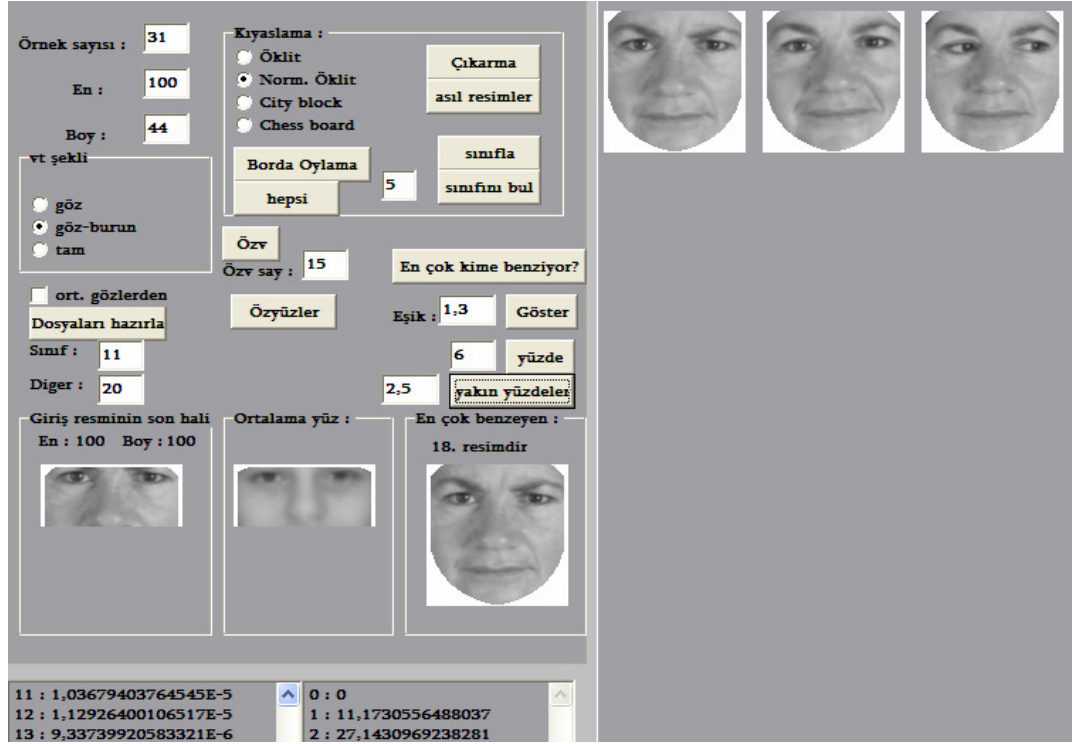 Örnek sayısı : 31
En : 100
Boy : 44
vt şekli
göz
göz-burun
tam
ort. gözlerden
Dosyaları hazırla
Sınıf : 11
Diger : 20
Kıyaslama :
Öklit
Norm. Öklit
City block
Chess board
Çıkarma
asıl resimler
Borda Oylama
hepsi
5
sınıfla
sınıfını bul
Özv
Özv say : 15
Özyüzler
En çok kime benziyor?
Eşik : 1,3 Göster
6 yüzde
2,5 yakın yüzdeler
Giriş resminin son hali
En : 100 Boy : 100
Ortalama yüz :
En çok benzeyen :
18. resimdir
11 : 1,03679403764545E-5
12 : 1,12926400106517E-5
13 : 9,33739920583321E-6
0 : 0
1 : 11,1730556488037
2 : 27,1430969238281